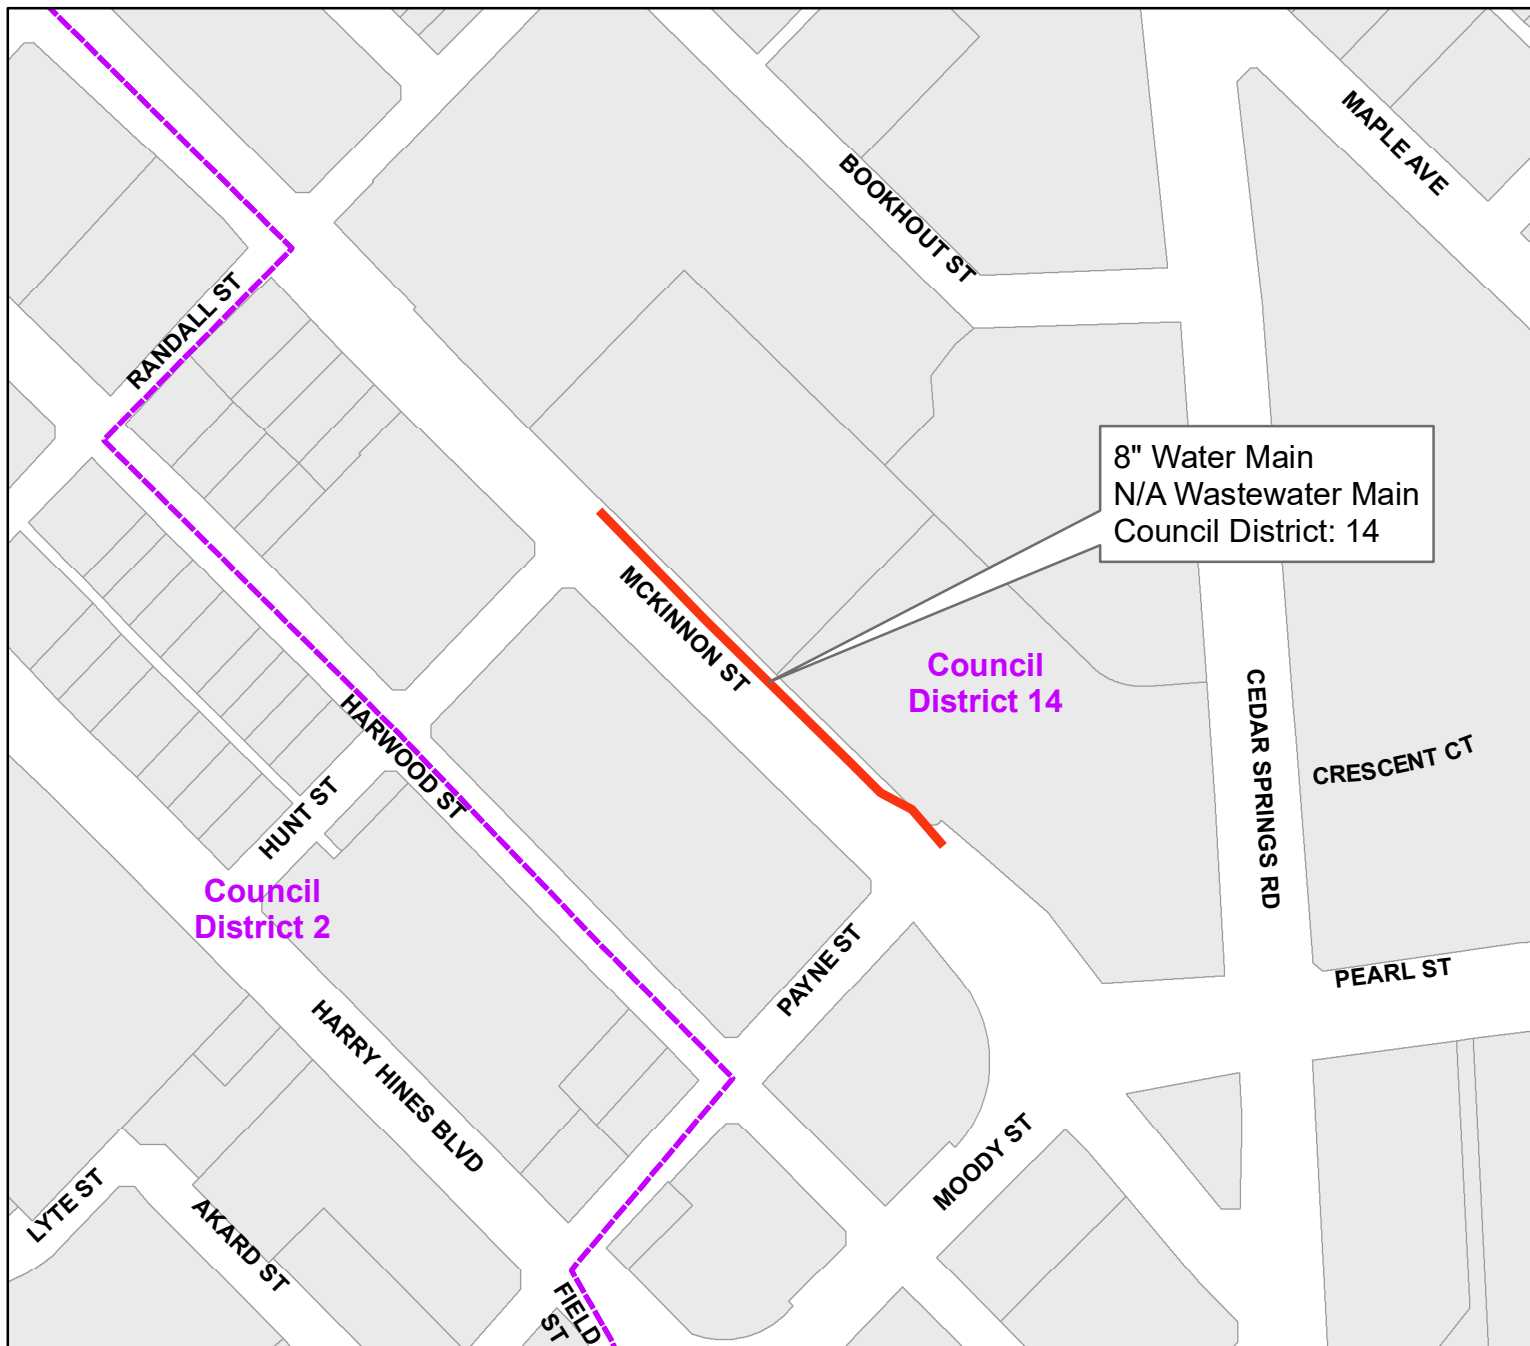 MAPLE AVE
BOOKHOUT ST
RANDALL ST
8" Water Main
N/A Wastewater Main
Council District: 14
MCKINNON ST
Council
District 14
CEDAR SPRINGS RD
HARWOOD ST
CRESCENT CT
HUNT ST
Council
District 2
PAYNE ST
PEARL ST
HARRY HINES BLVD
MOODY ST
LYTE ST
AKARD ST
FIELD
ST